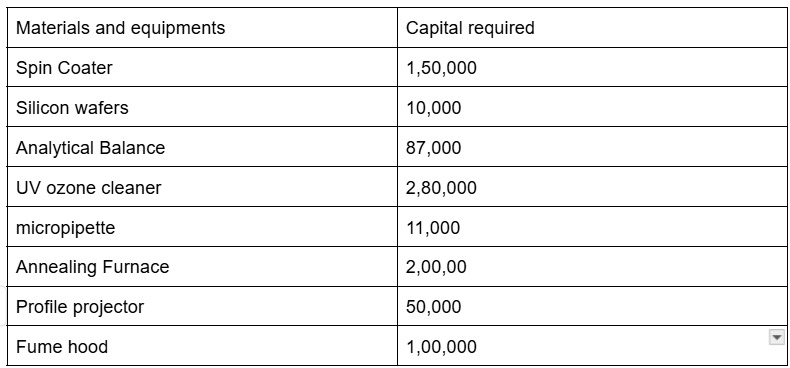 Materials and equipments Capital required
Spin Coater 1,50,000
Silicon wafers 10,000
Analytical Balance 87,000
UV ozone cleaner 2,80,000
micropipette 11,000
Annealing Furnace 2,00,00
Profile projector 50,000
Fume hood 1,00,000